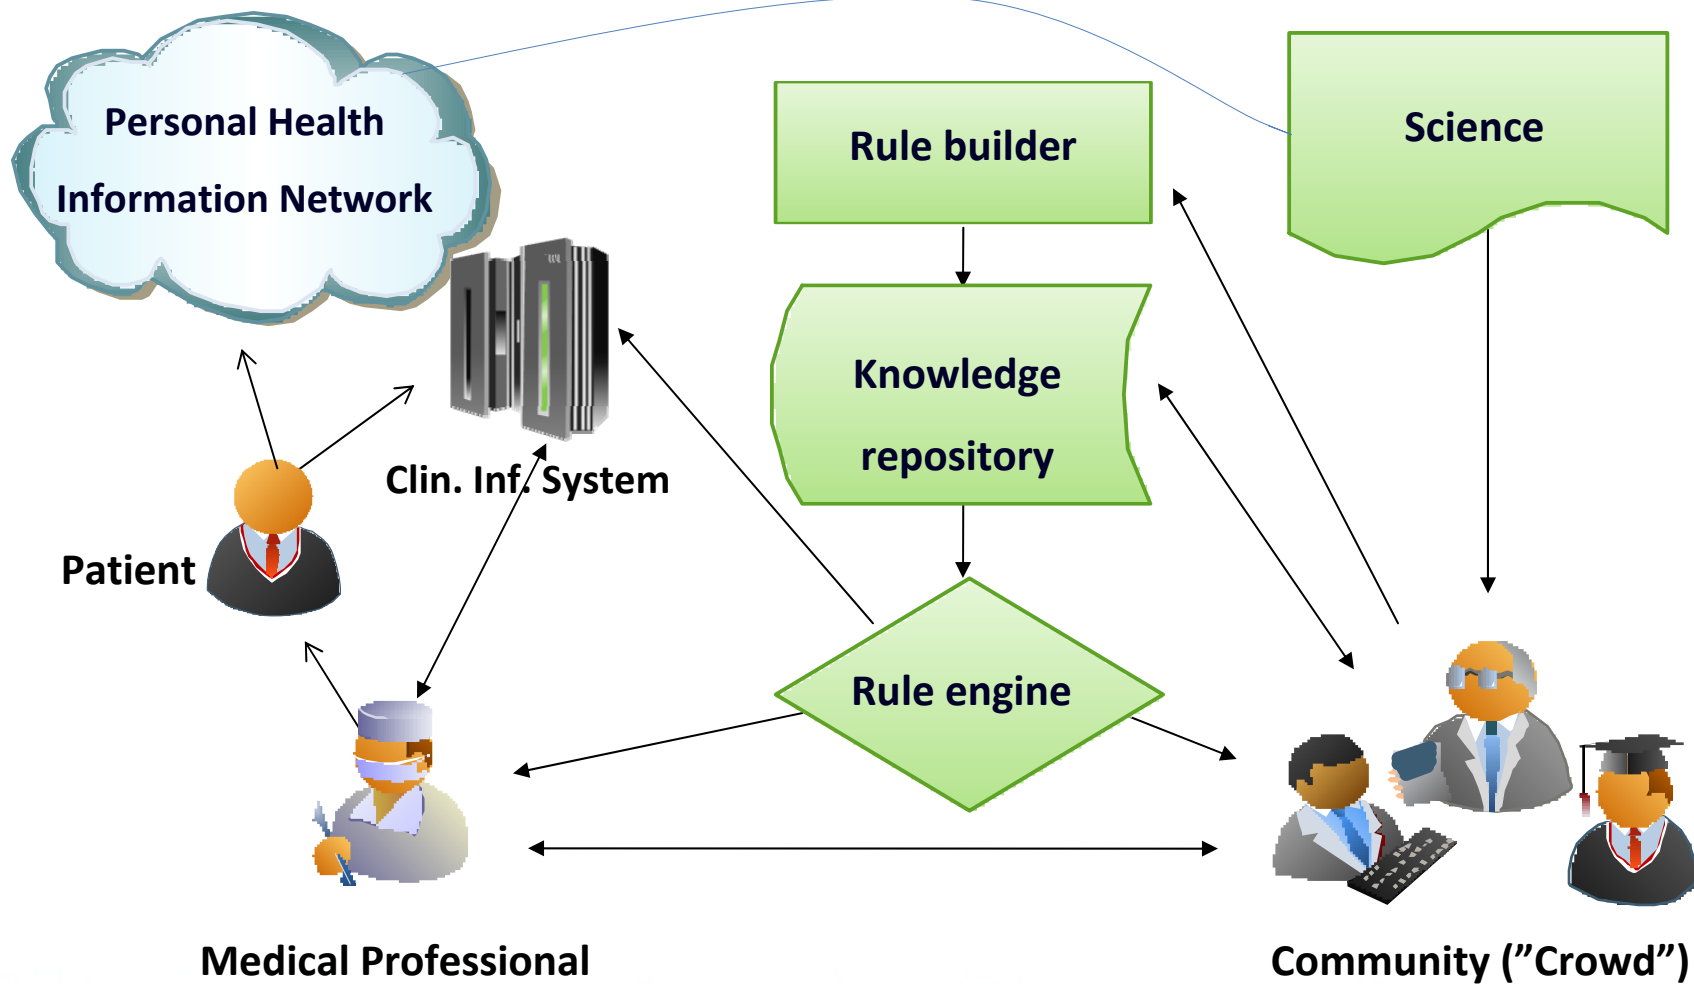 Personal Health
Information Network
Rule builder
Science
Knowledge
repository
Clin. Inf. System
Patient
Rule engine
Medical Professional
Community (”Crowd”)